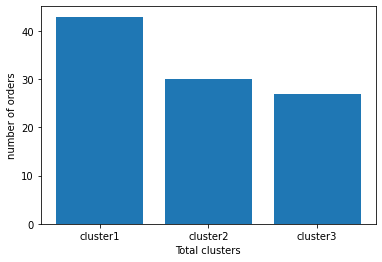 number of orders
40
30
20
10
0
cluster1
cluster2
cluster3
Total clusters